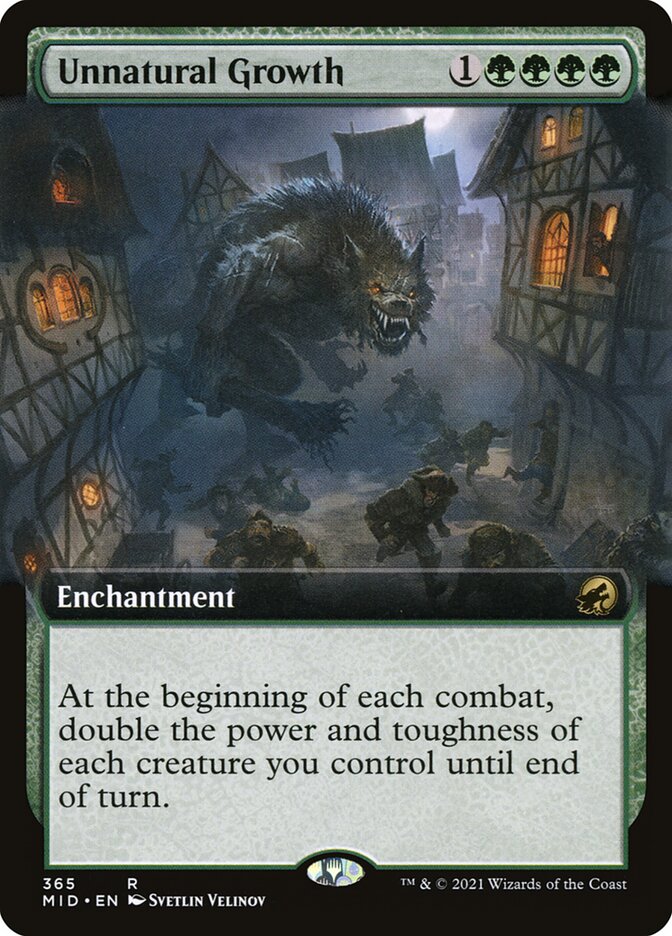 Unnatural Growth 1
Enchantment
At the beginning of each combat,
double the power and toughness of
each creature you control until end
of turn.
365 R
MID • EN Svetlin Velinov
™ & © 2021 Wizards of the Coast